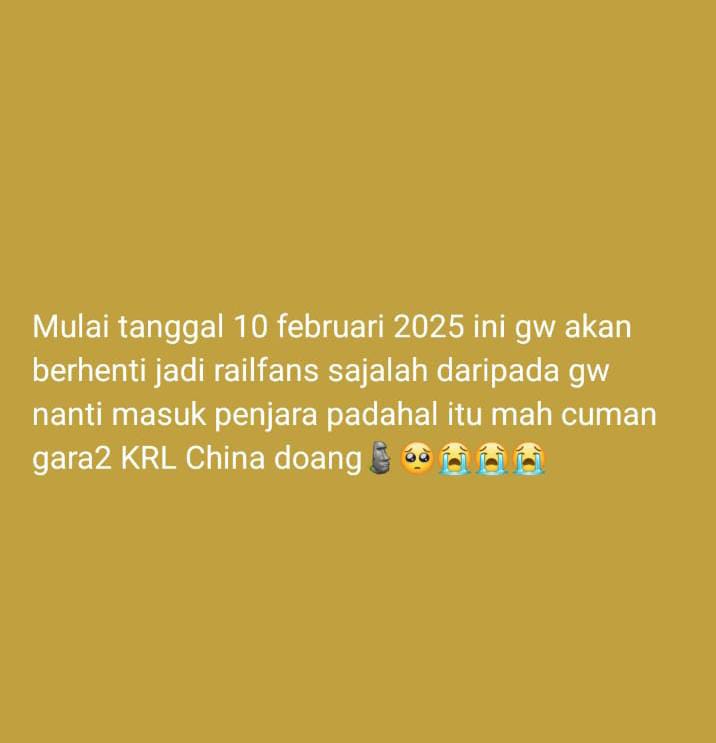 Mulai tanggal 10 februari 2025 ini gw akan
berhenti jadi railfans sajalah daripada gw
nanti masuk penjara padahal itu mah cuman
gara2 KRL China doang🗿🥺😭😭😭